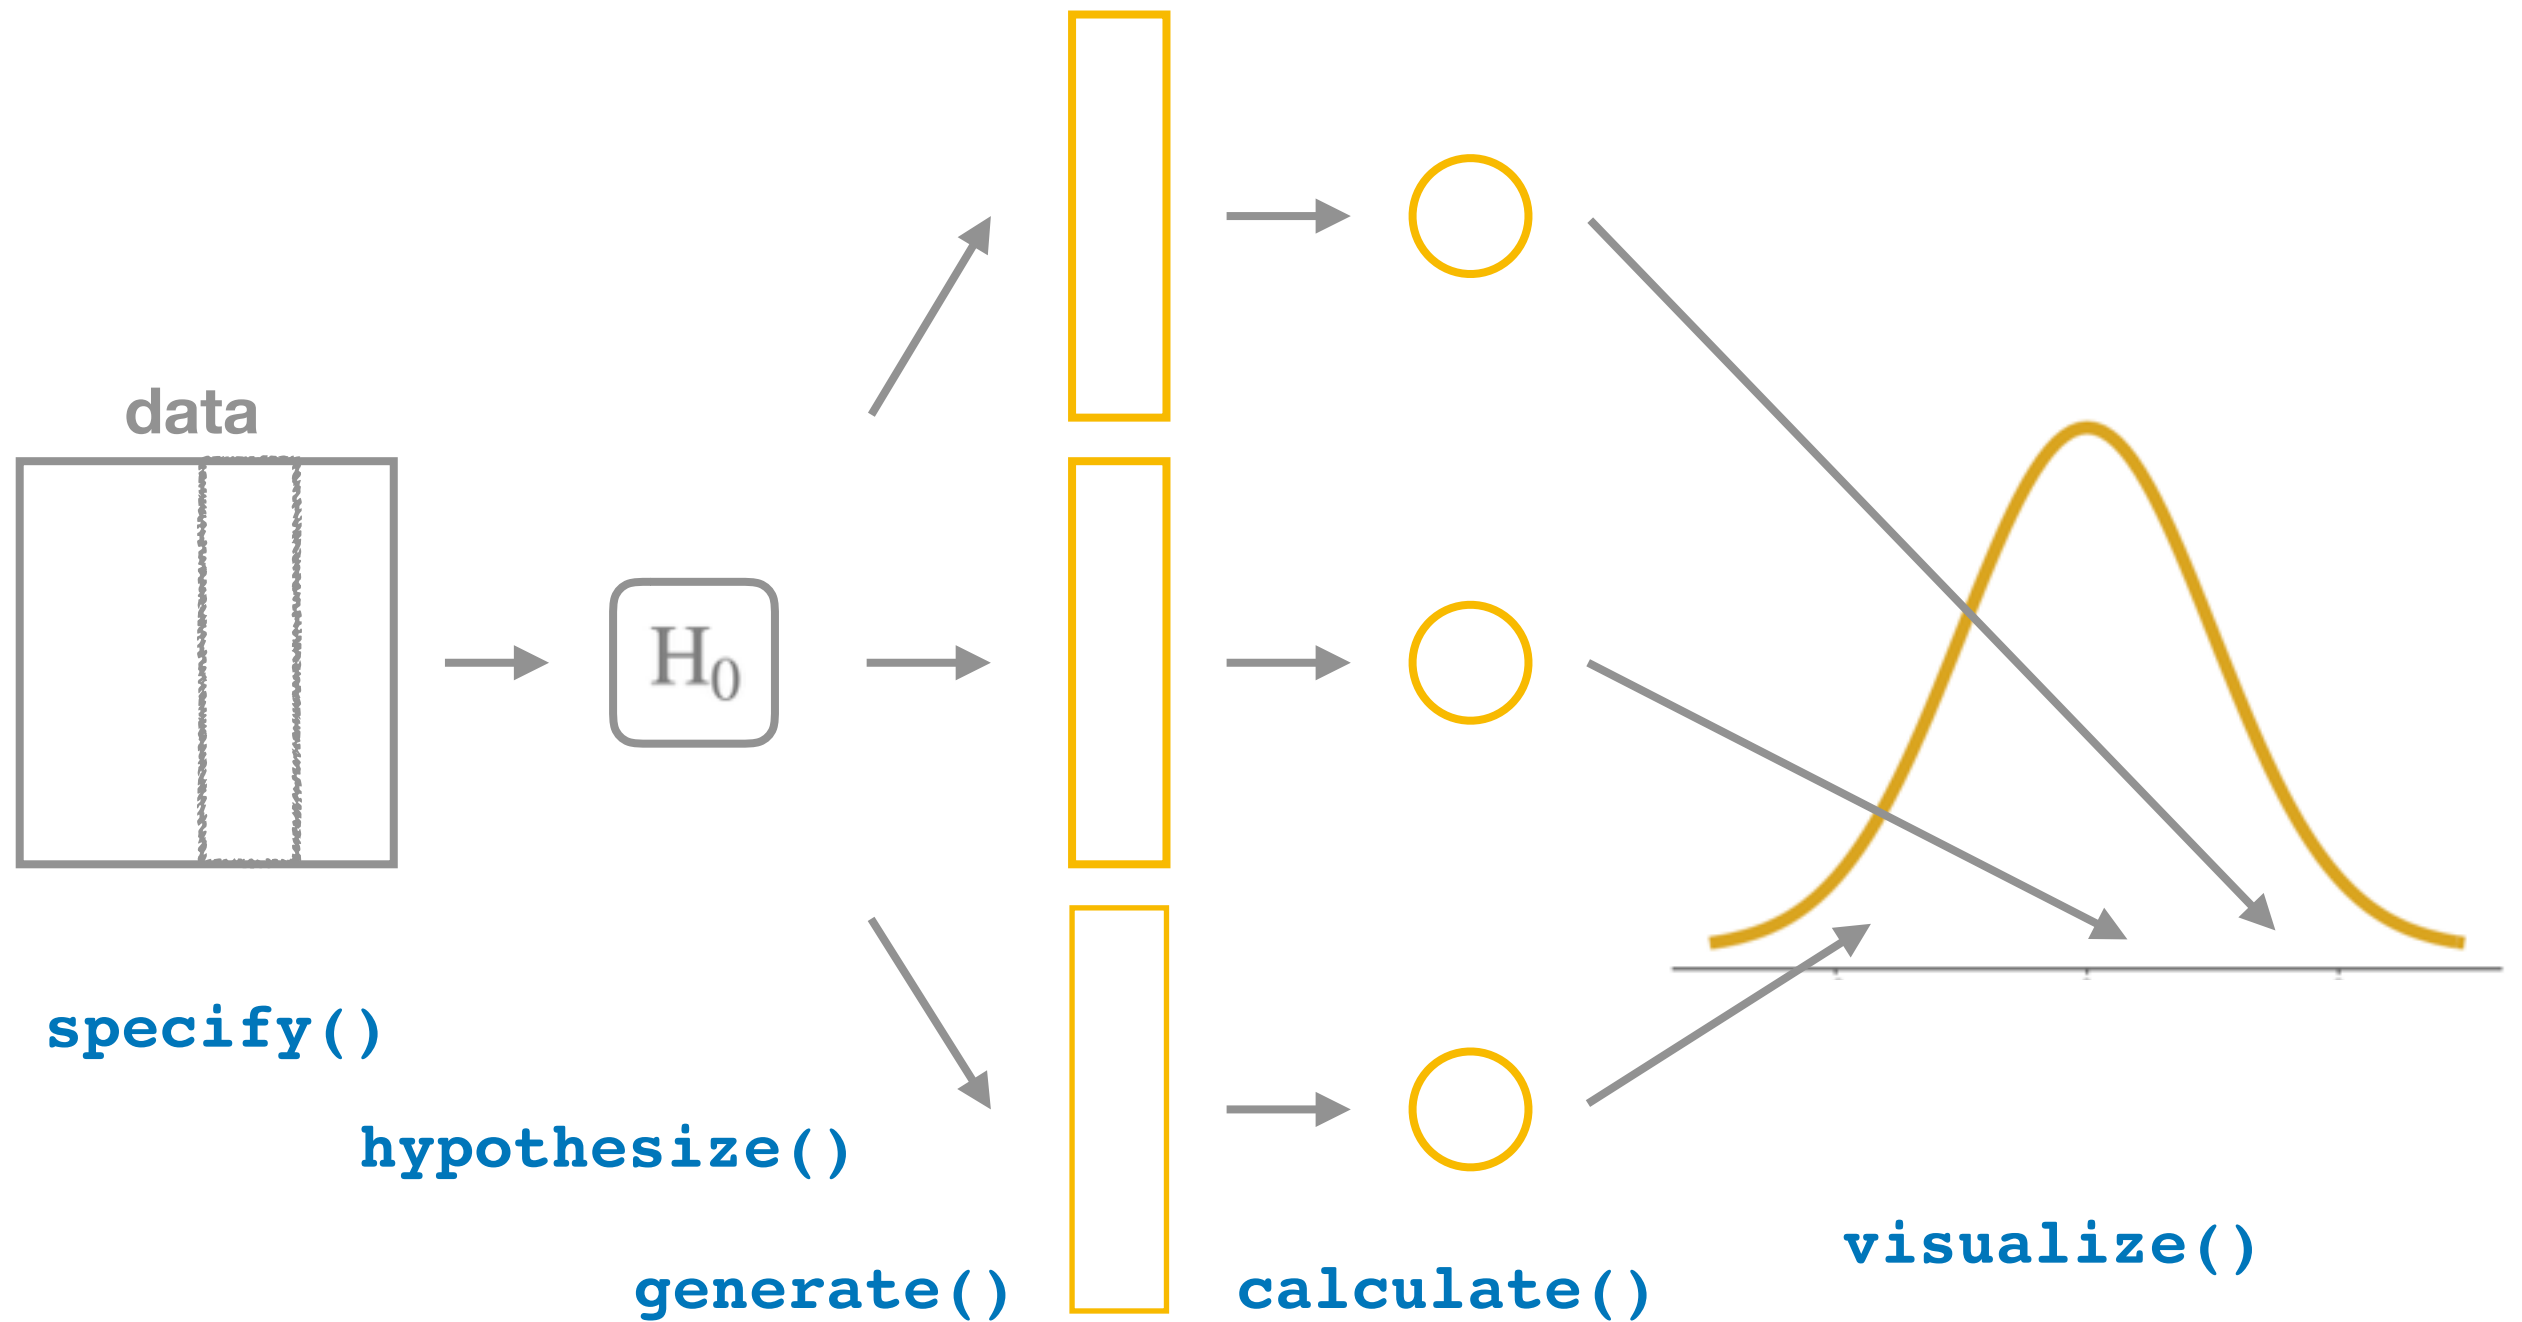 data
H₀
specify()
hypothesize()
generate()
calculate()
visualize()